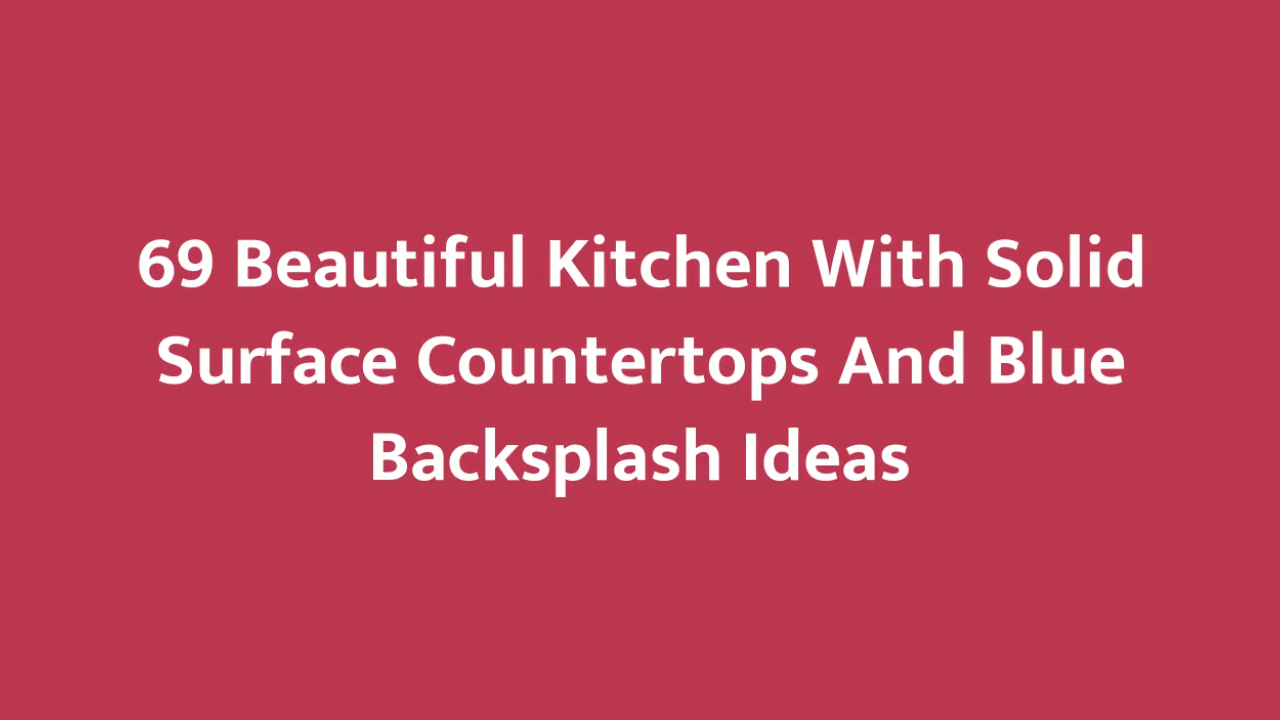 69 Beautiful Kitchen With Solid
Surface Countertops And Blue
Backsplash Ideas